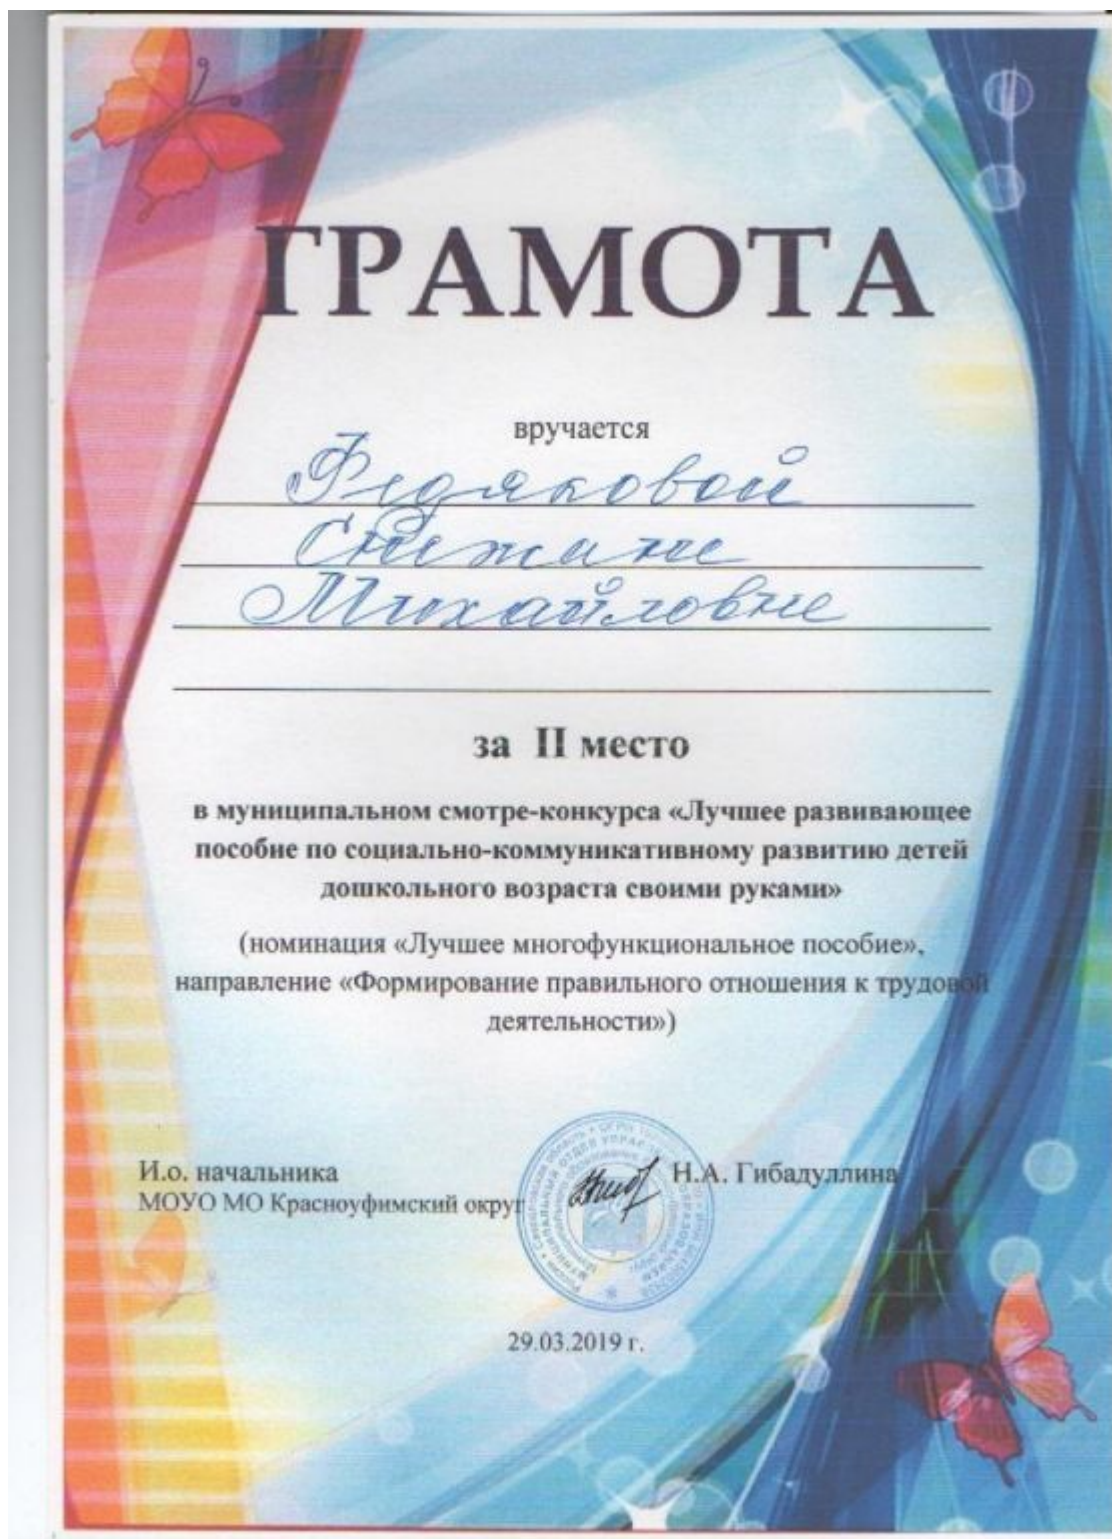 ГРАМОТА
вручается
Федяковой
Снежане
Михайловне
за II место
в муниципальном смотре-конкурса «Лучшее развивающее
пособие по социально-коммуникативному развитию детей
дошкольного возраста своими руками»
(номинация «Лучшее многофункциональное пособие»,
направление «Формирование правильного отношения к трудовой
деятельности»)
И.о. начальника
МОУО МО Красноуфимский округ
Н.А. Гибадуллина
29.03.2019 г.